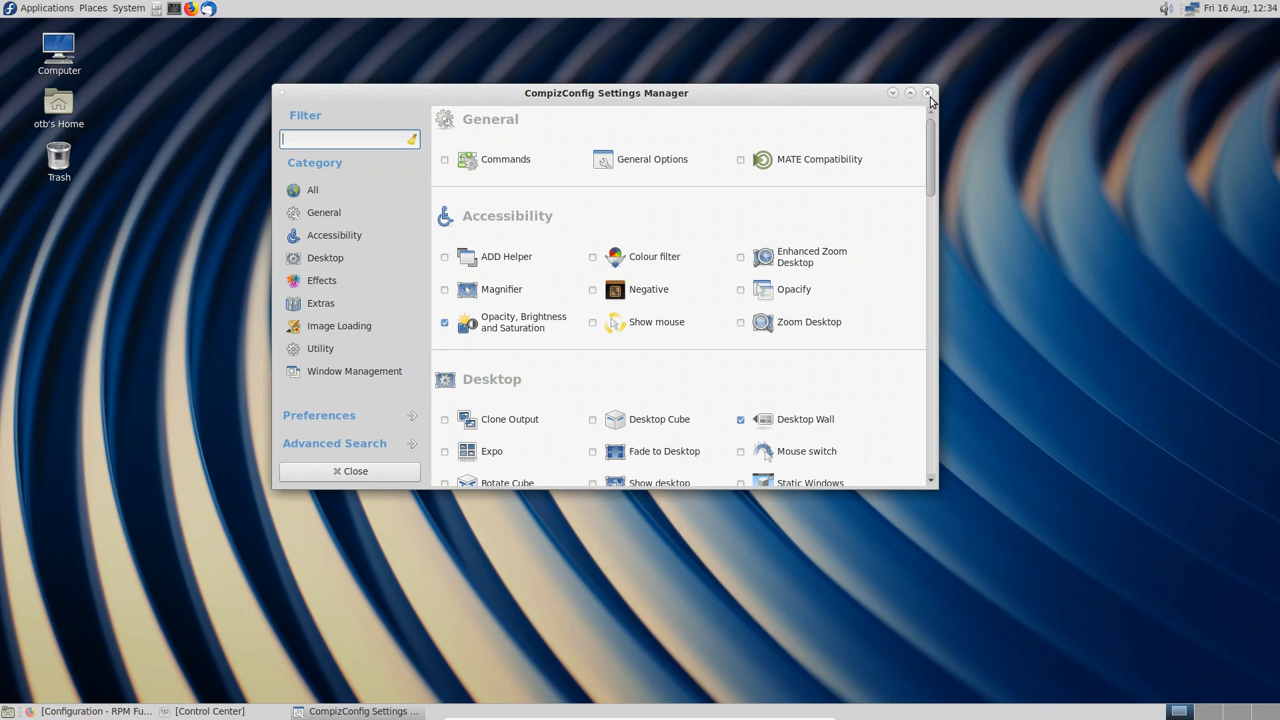 Applications Places System
Fri 16 Aug, 12:34
Computer
otb's Home
Trash
CompizConfig Settings Manager
Filter
Category
All
General
Accessibility
Desktop
Effects
Extras
Image Loading
Utility
Window Management
Preferences
Advanced Search
Close
General
Commands
General Options
MATE Compatibility
Accessibility
ADD Helper
Colour filter
Enhanced Zoom
Desktop
Magnifier
Negative
Opacify
Opacity, Brightness
and Saturation
Show mouse
Zoom Desktop
Desktop
Clone Output
Desktop Cube
Desktop Wall
Expo
Fade to Desktop
Mouse switch
Rotate Cube
Show desktop
Static Windows
[Configuration - RPM Fu...
[Control Center]
CompizConfig Settings ...